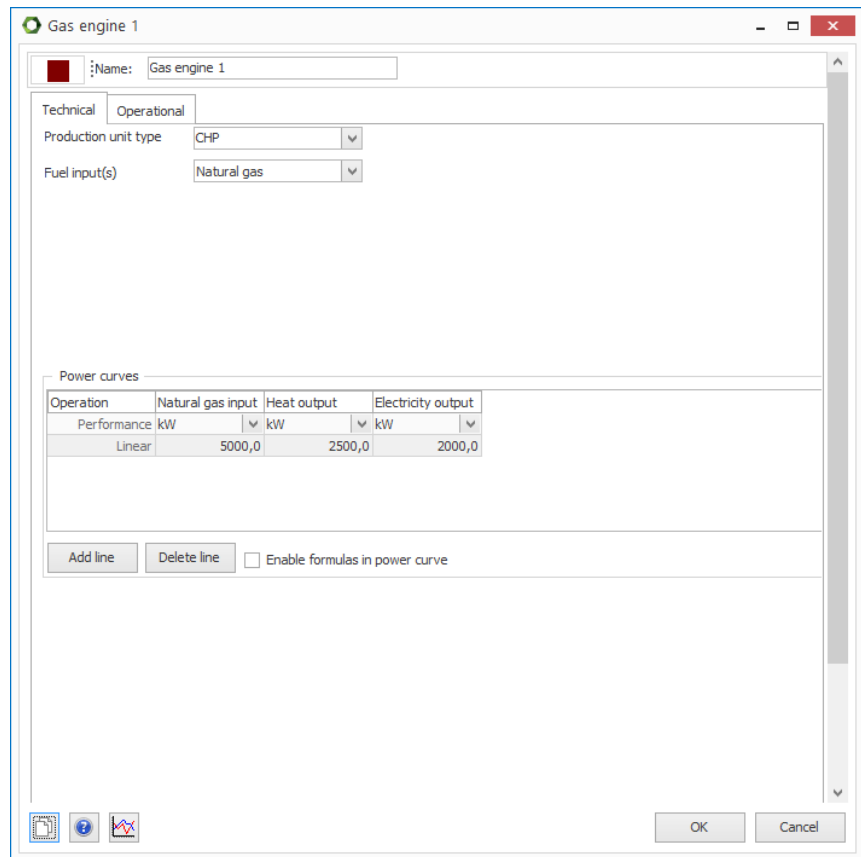 Gas engine 1
Name: Gas engine 1
Technical Operational
Production unit type CHP
Fuel input(s) Natural gas
Power curves
Operation Natural gas input Heat output Electricity output
Performance kW kW kW
Linear 5000,0 2500,0 2000,0
Add line Delete line Enable formulas in power curve
OK Cancel